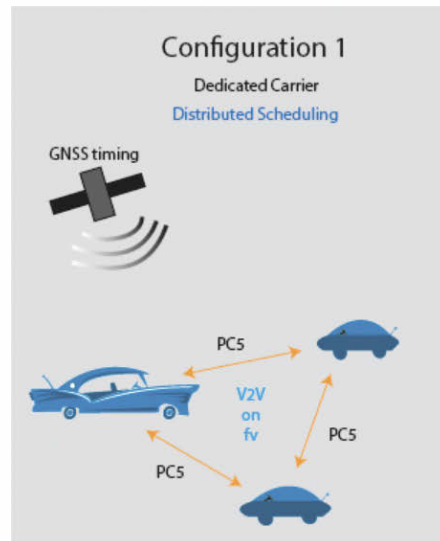 Configuration 1
Dedicated Carrier
Distributed Scheduling
GNSS timing
PC5
V2V
on
fv
PC5
PC5